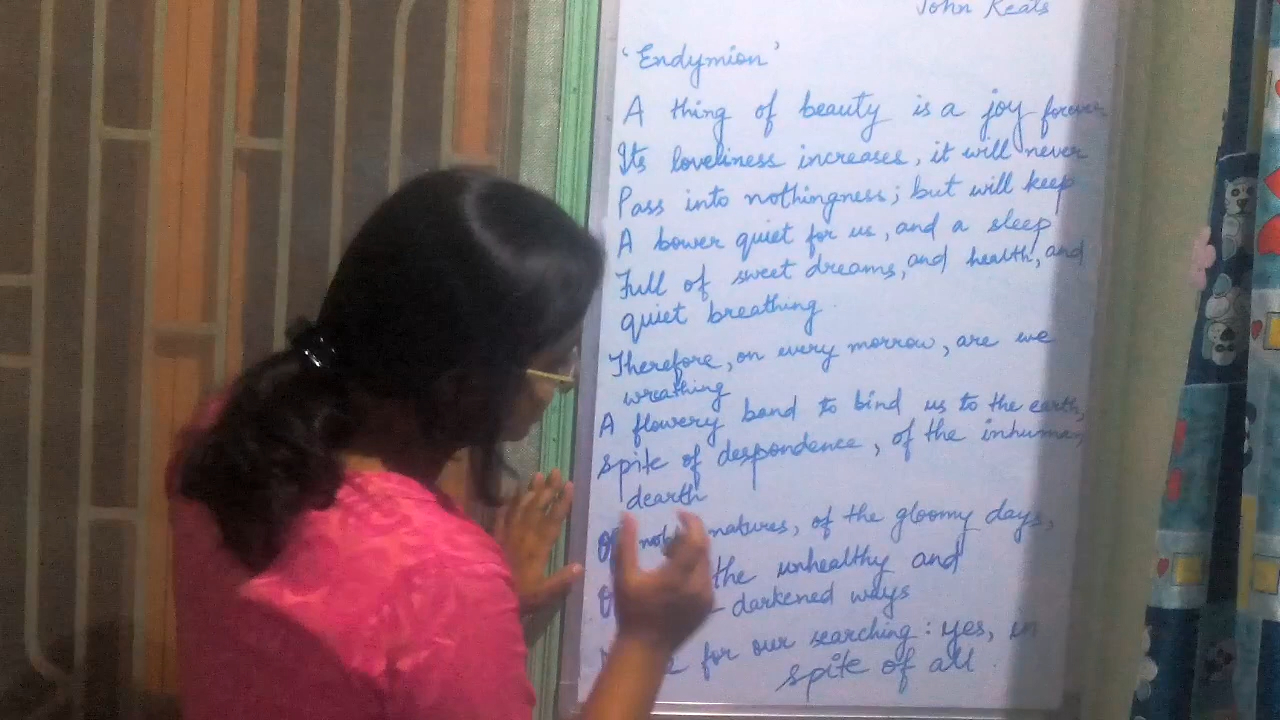 John Keats
'Endymion'
A thing of beauty is a joy forever
Its loveliness increases, it will never
Pass into nothingness; but will keep
A bower quiet for us, and a sleep
Full of sweet dreams, and health, and
quiet breathing.
Therefore, on every morrow, are we
wreathing
A flowery band to bind us to the earth,
Spite of despondence, of the inhuman
dearth
Of natures, of the gloomy days,
the unhealthy and
- darkened ways
for our searching: yes, in
spite of all